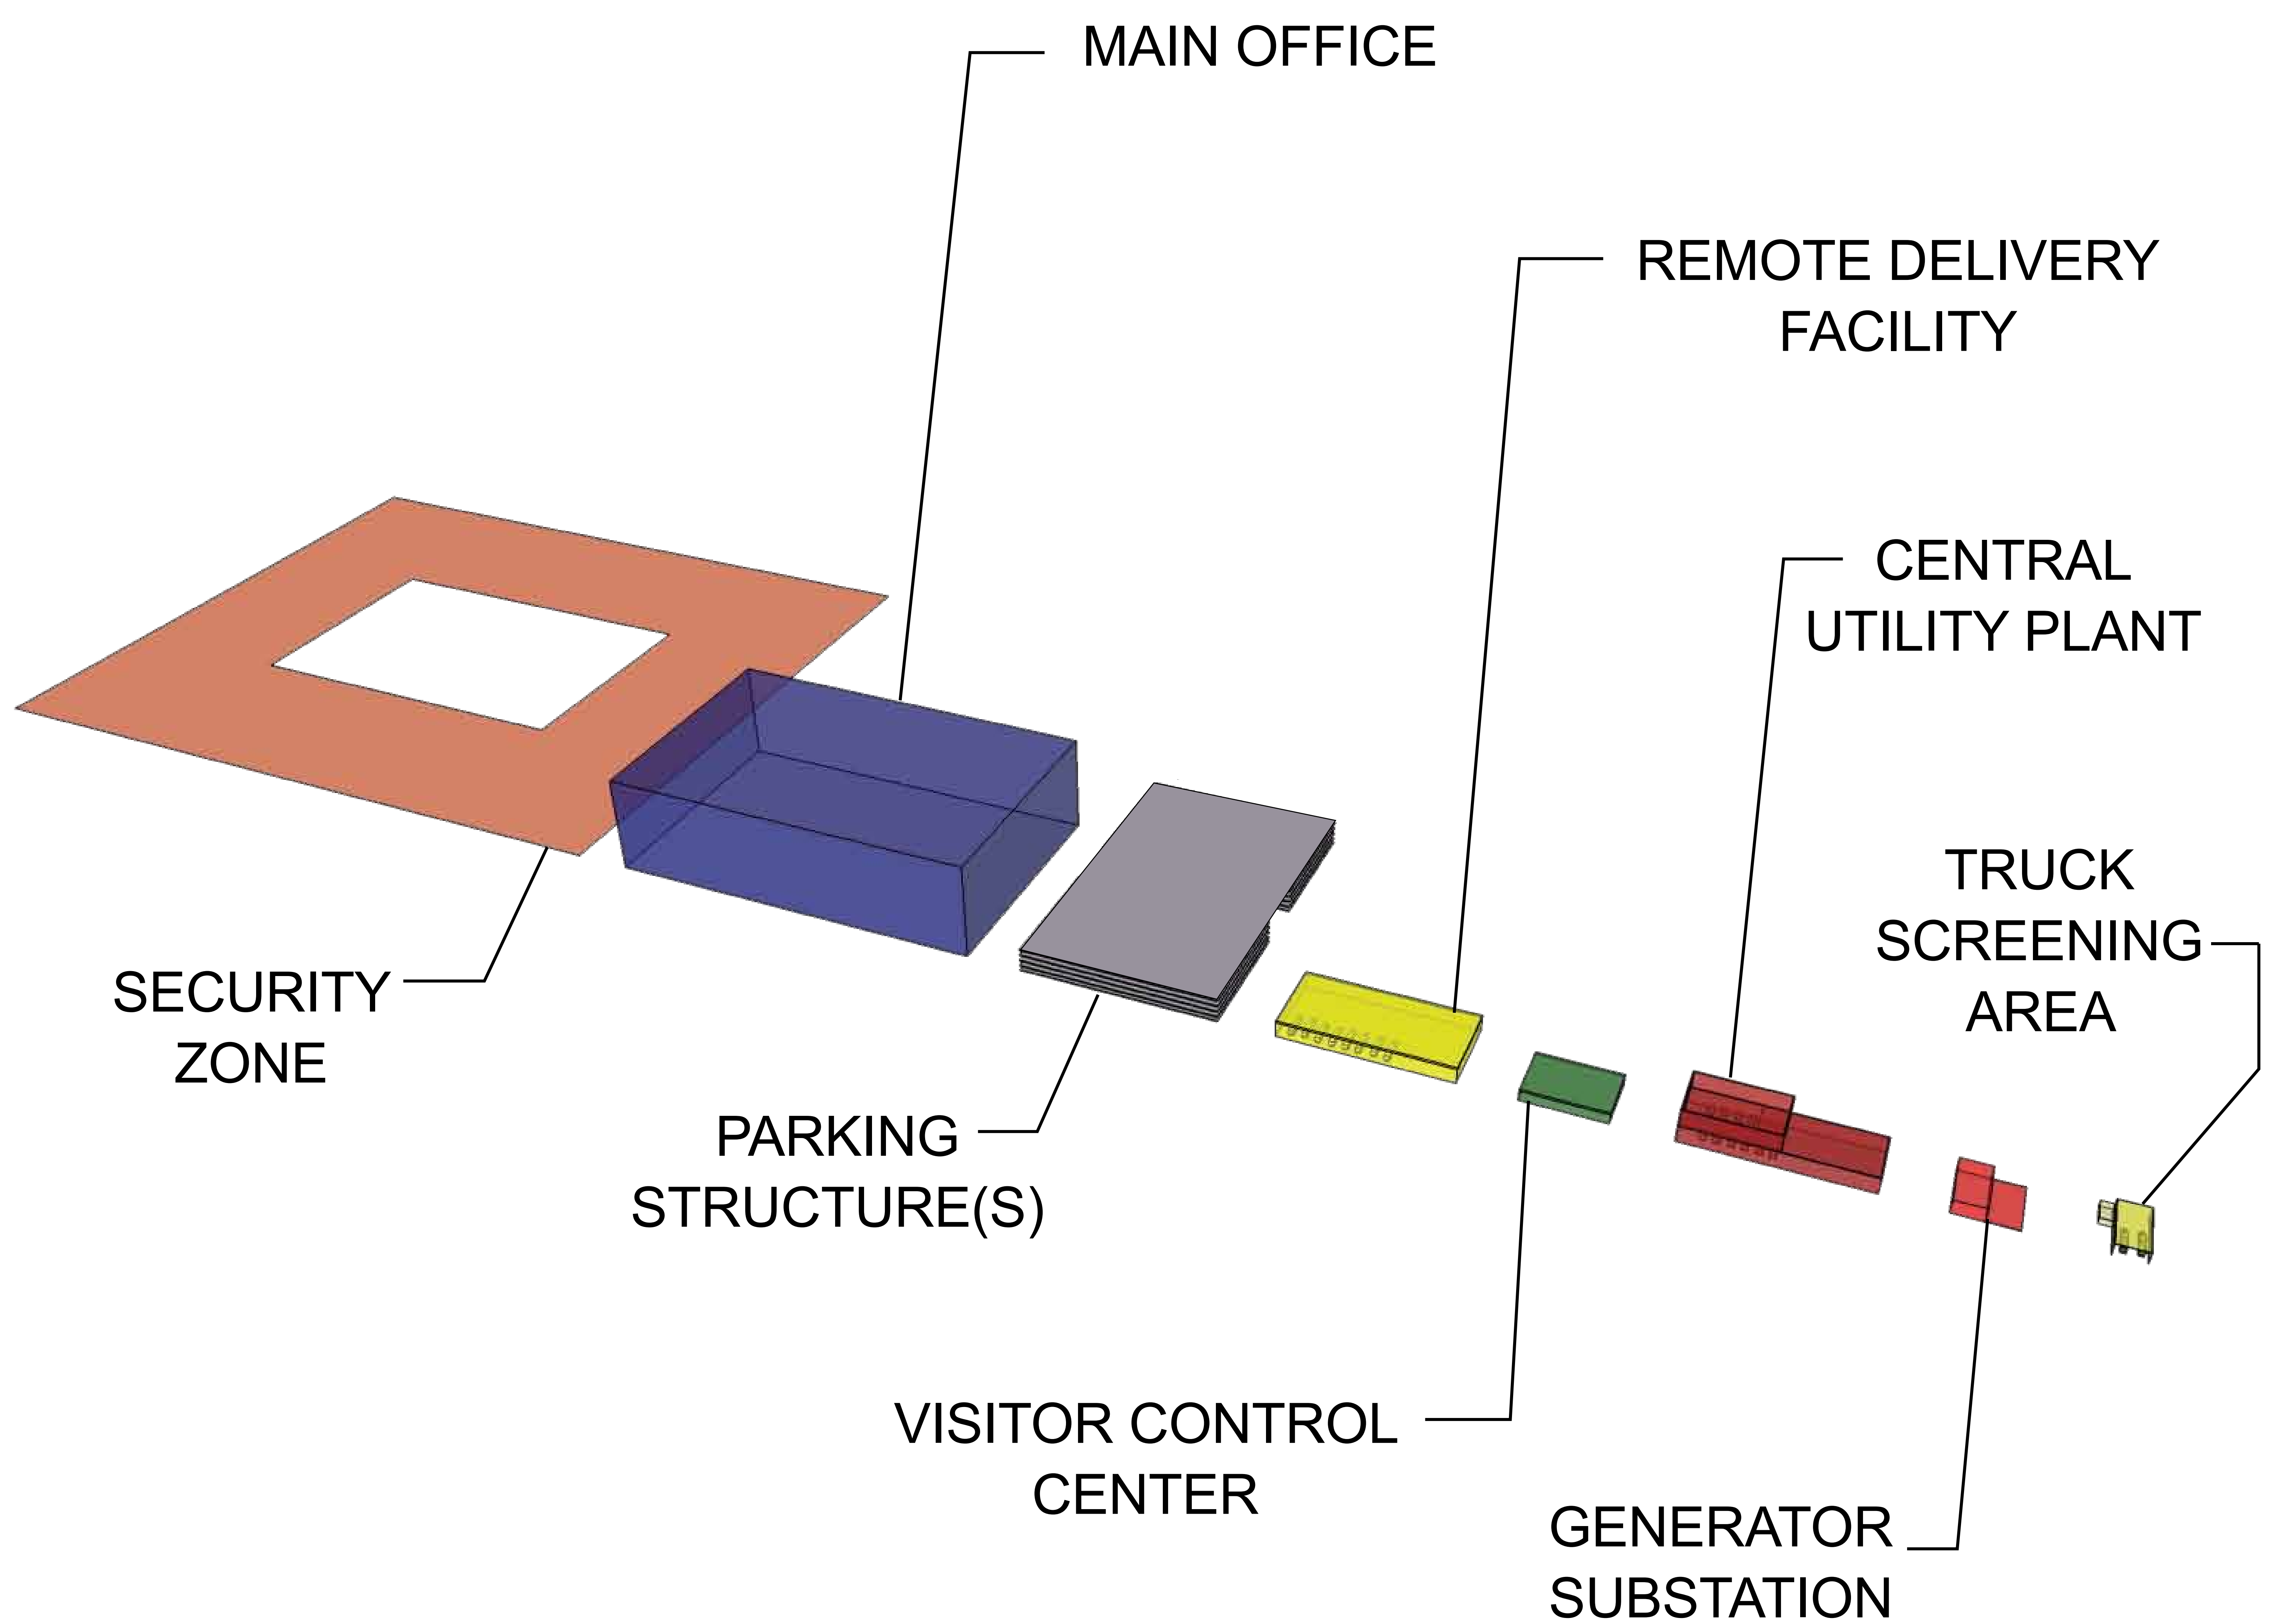 MAIN OFFICE
REMOTE DELIVERY
FACILITY
CENTRAL
UTILITY PLANT
TRUCK
SCREENING
AREA
SECURITY
ZONE
PARKING
STRUCTURE(S)
VISITOR CONTROL
CENTER
GENERATOR
SUBSTATION